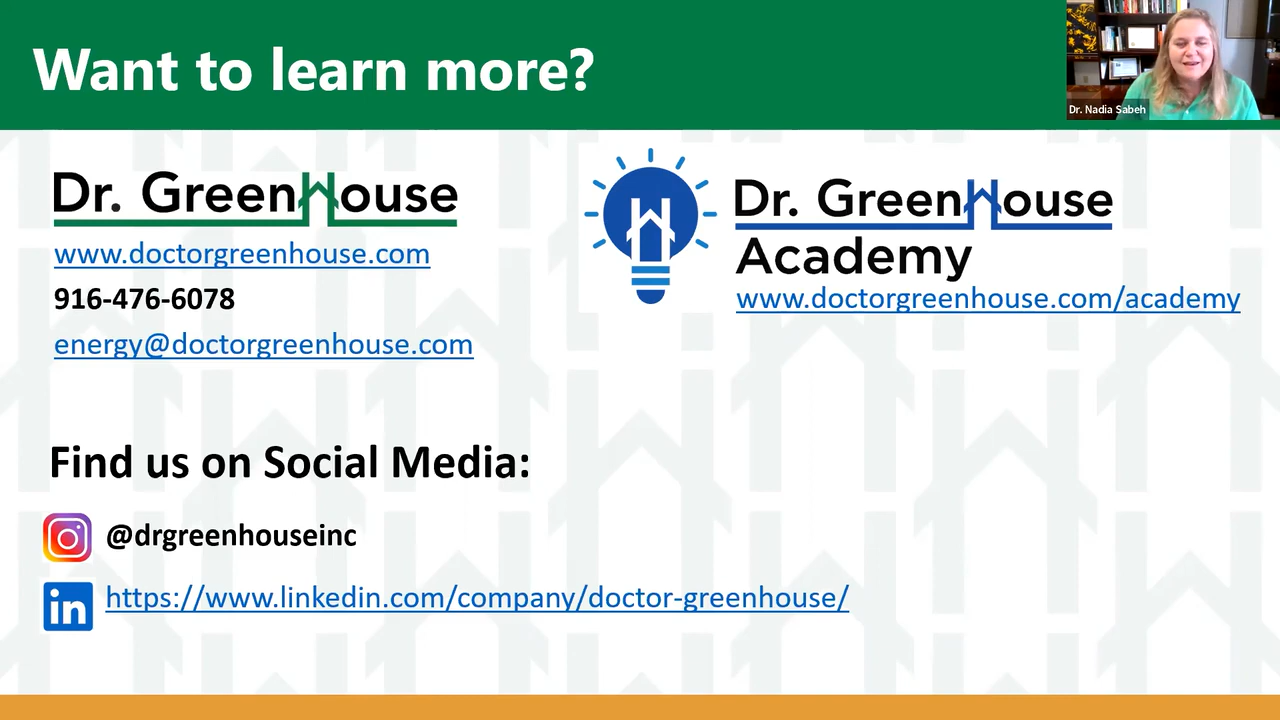 Want to learn more?
Dr. Nadia Sabeh
Dr. GreenHouse
www.doctorgreenhouse.com
916-476-6078
energy@doctorgreenhouse.com
Dr. GreenHouse
Academy
www.doctorgreenhouse.com/academy
Find us on Social Media:
@drgreenhouseinc
in
https://www.linkedin.com/company/doctor-greenhouse/